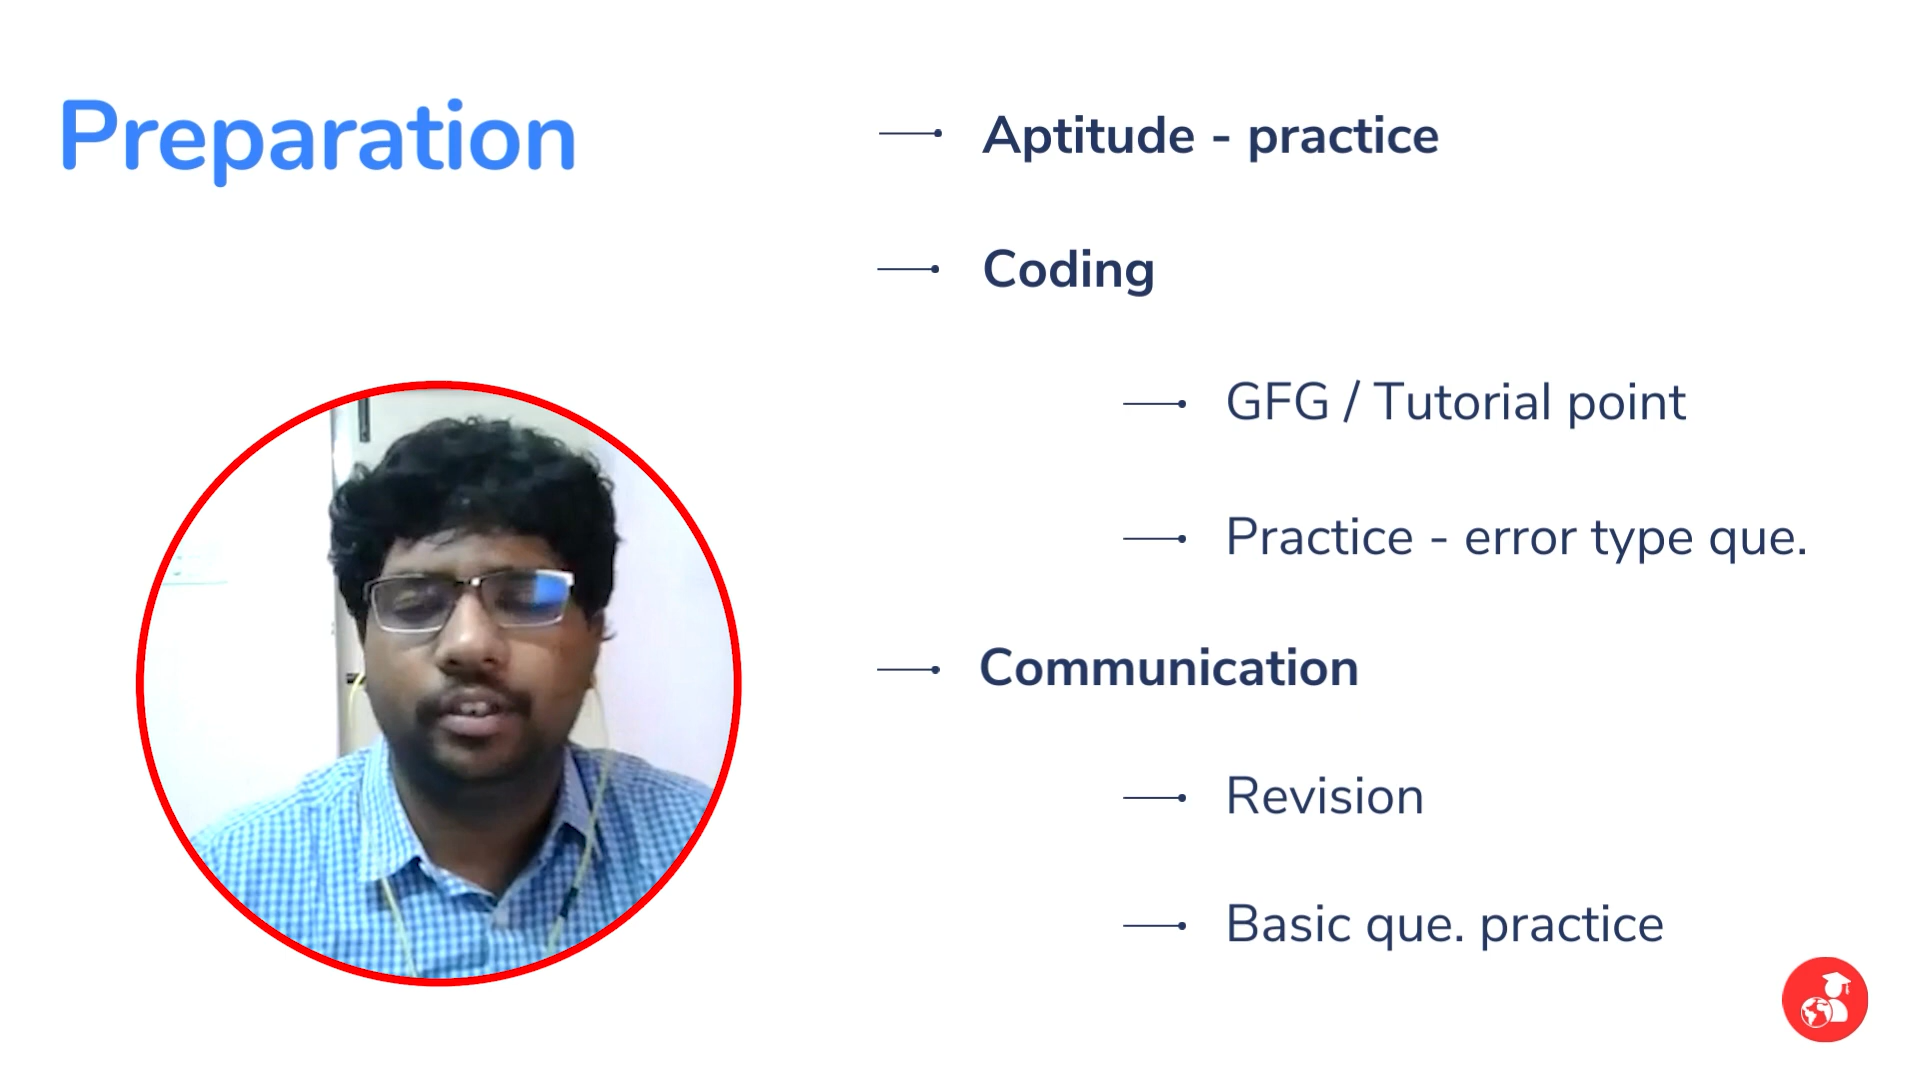 Preparation
Aptitude - practice
Coding
GFG / Tutorial point
Practice - error type que.
Communication
Revision
Basic que. practice